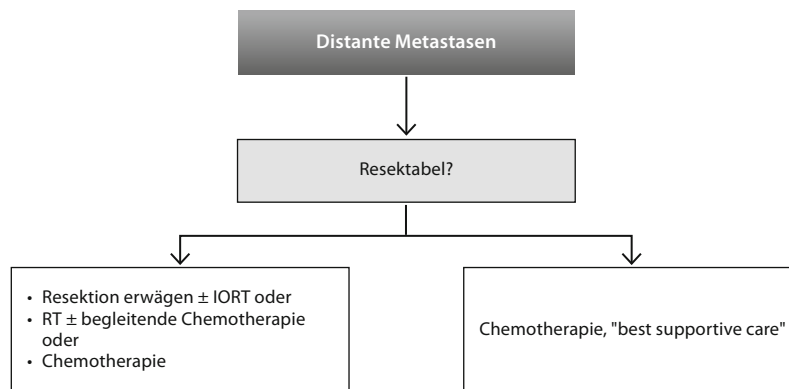 Distante Metastasen
Resektabel?
• Resektion erwägen ± IORT oder
• RT ± begleitende Chemotherapie
oder
• Chemotherapie
Chemotherapie, "best supportive care"